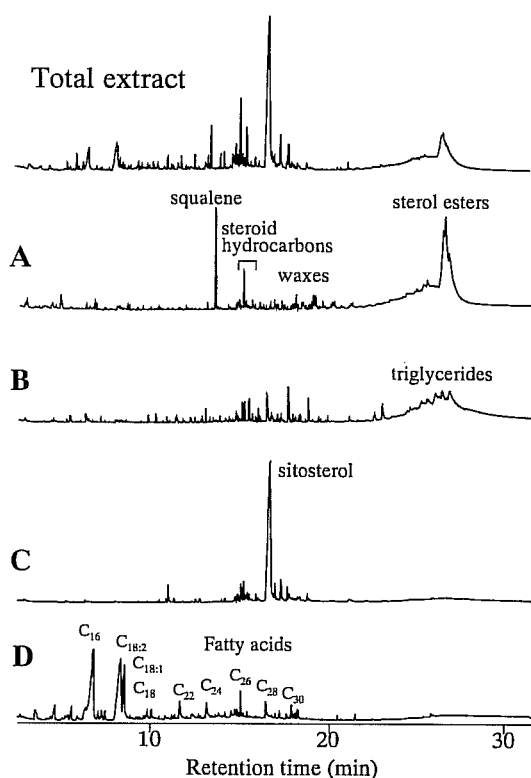 Total extract
squalene
sterol esters
steroid
hydrocarbons
A
waxes
B
triglycerides
sitosterol
C
D
C16
C18:2
Fatty acids
C18:1
C18
C22
C24
C26
C28
C30
10
20
30
Retention time (min)